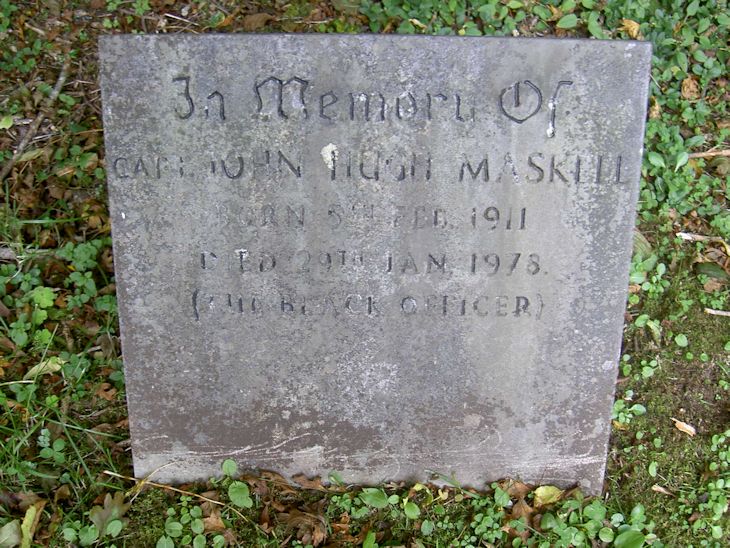 In Memory Of
CAPT. JOHN HUGH MASKELL
BORN 5TH FEB. 1911
DIED 29TH JAN. 1978.
(THE BLACK OFFICER)